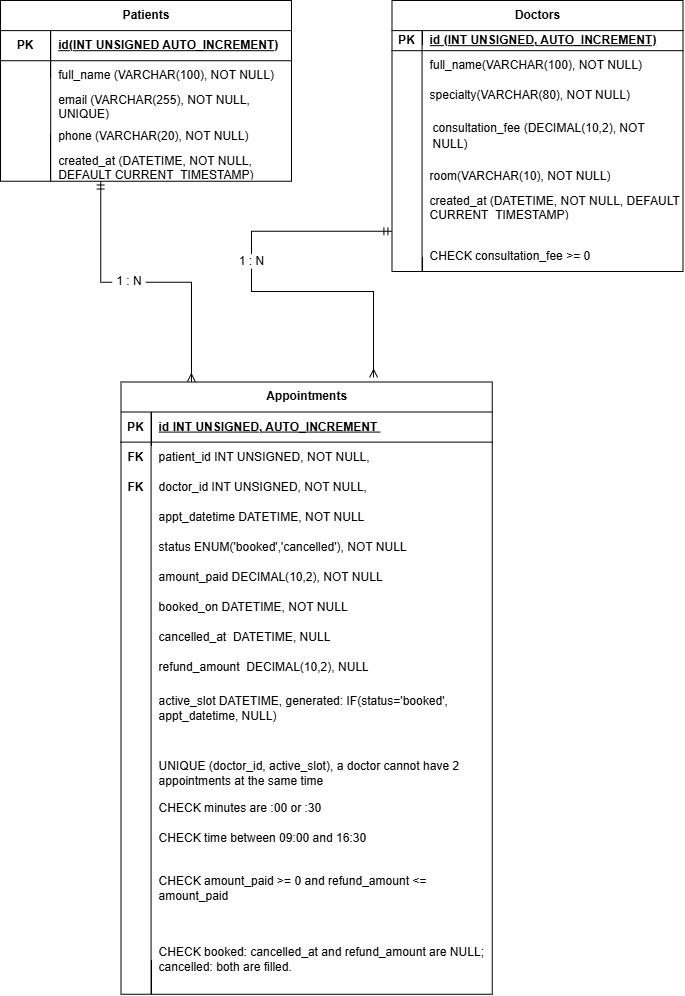 Patients
PK id(INT UNSIGNED AUTO_INCREMENT)
full_name (VARCHAR(100), NOT NULL)
email (VARCHAR(255), NOT NULL,
UNIQUE)
phone (VARCHAR(20), NOT NULL)
created_at (DATETIME, NOT NULL,
DEFAULT CURRENT_TIMESTAMP)
Doctors
PK id (INT UNSIGNED, AUTO_INCREMENT)
full_name(VARCHAR(100), NOT NULL)
specialty(VARCHAR(80), NOT NULL)
consultation_fee (DECIMAL(10,2), NOT
NULL)
room(VARCHAR(10), NOT NULL)
created_at (DATETIME, NOT NULL, DEFAULT
CURRENT_TIMESTAMP)
CHECK consultation_fee >= 0
1 : N
1 : N
Appointments
PK id INT UNSIGNED, AUTO_INCREMENT
FK patient_id INT UNSIGNED, NOT NULL,
FK doctor_id INT UNSIGNED, NOT NULL,
appt_datetime DATETIME, NOT NULL
status ENUM('booked','cancelled'), NOT NULL
amount_paid DECIMAL(10,2), NOT NULL
booked_on DATETIME, NOT NULL
cancelled_at DATETIME, NULL
refund_amount DECIMAL(10,2), NULL
active_slot DATETIME, generated: IF(status='booked',
appt_datetime, NULL)
UNIQUE (doctor_id, active_slot), a doctor cannot have 2
appointments at the same time
CHECK minutes are :00 or :30
CHECK time between 09:00 and 16:30
CHECK amount_paid >= 0 and refund_amount <=
amount_paid
CHECK booked: cancelled_at and refund_amount are NULL;
cancelled: both are filled.